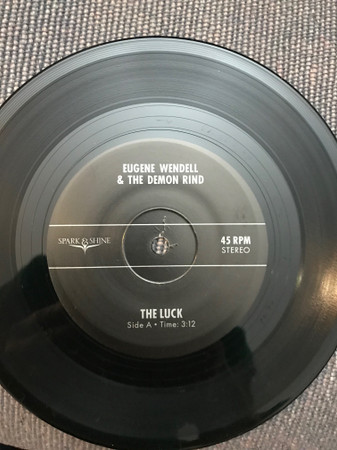 EUGENE WENDELL
& THE DEMON RIND
SPARK & SHINE
45 RPM
STEREO
THE LUCK
Side A • Time: 3:12